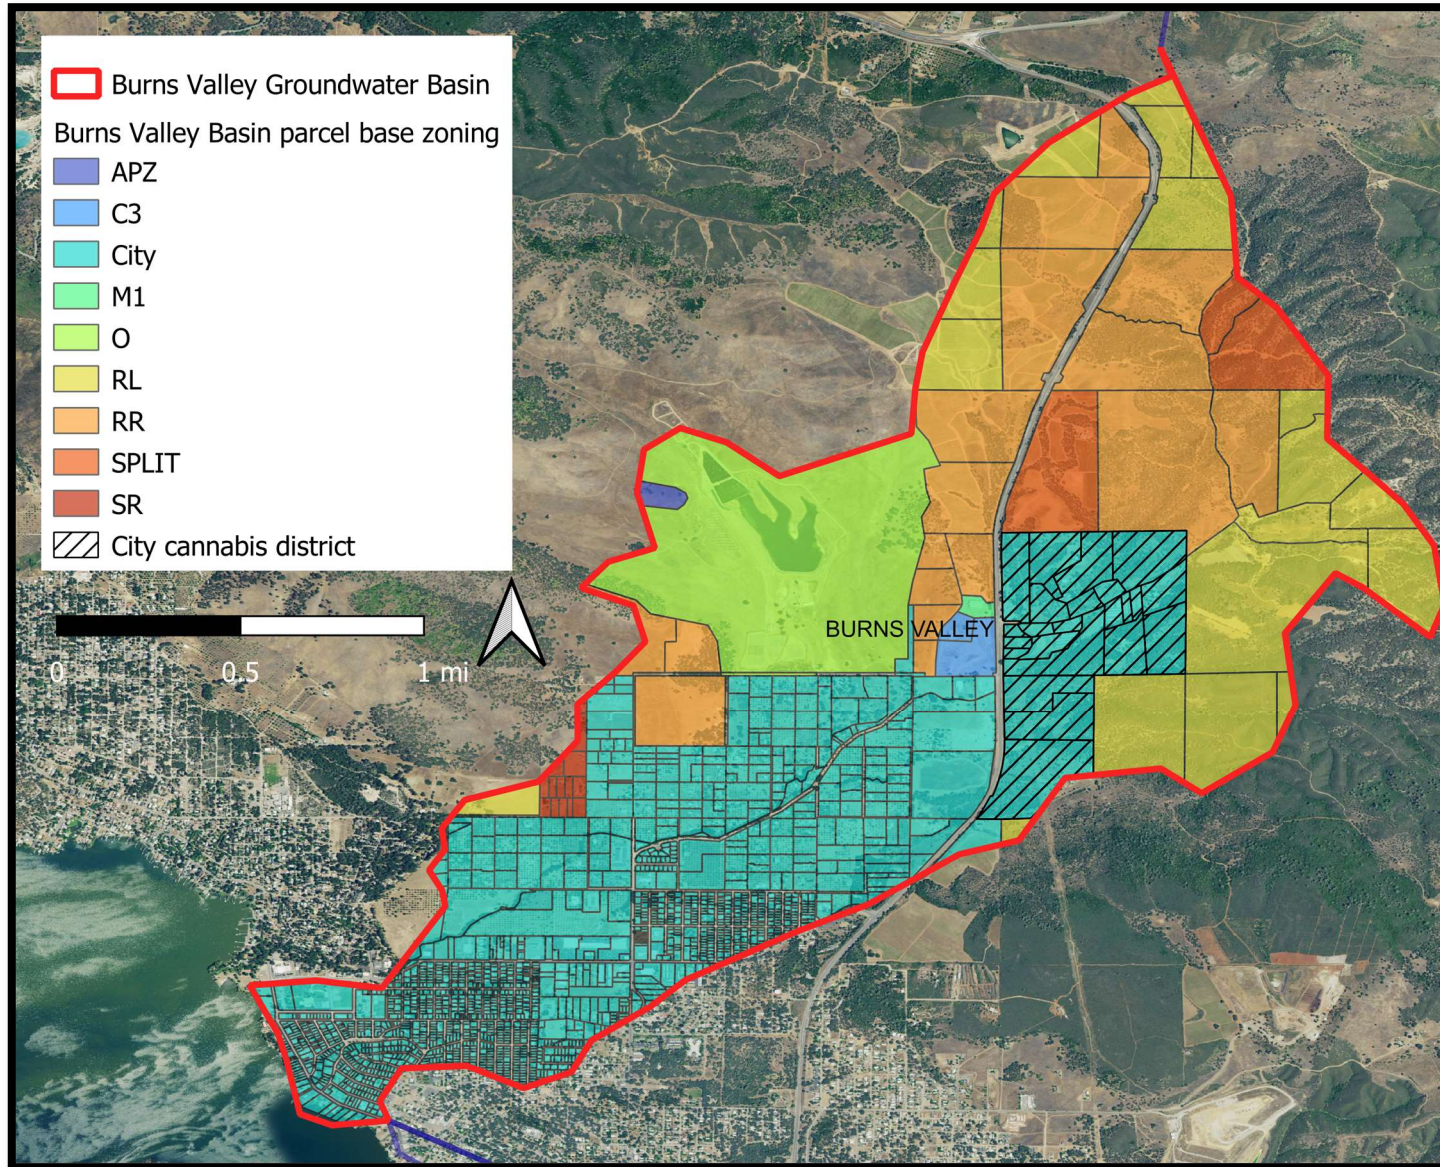 Burns Valley Groundwater Basin
Burns Valley Basin parcel base zoning
APZ
C3
City
M1
O
RL
RR
SPLIT
SR
City cannabis district
0 0.5 1 mi
BURNS VALLEY